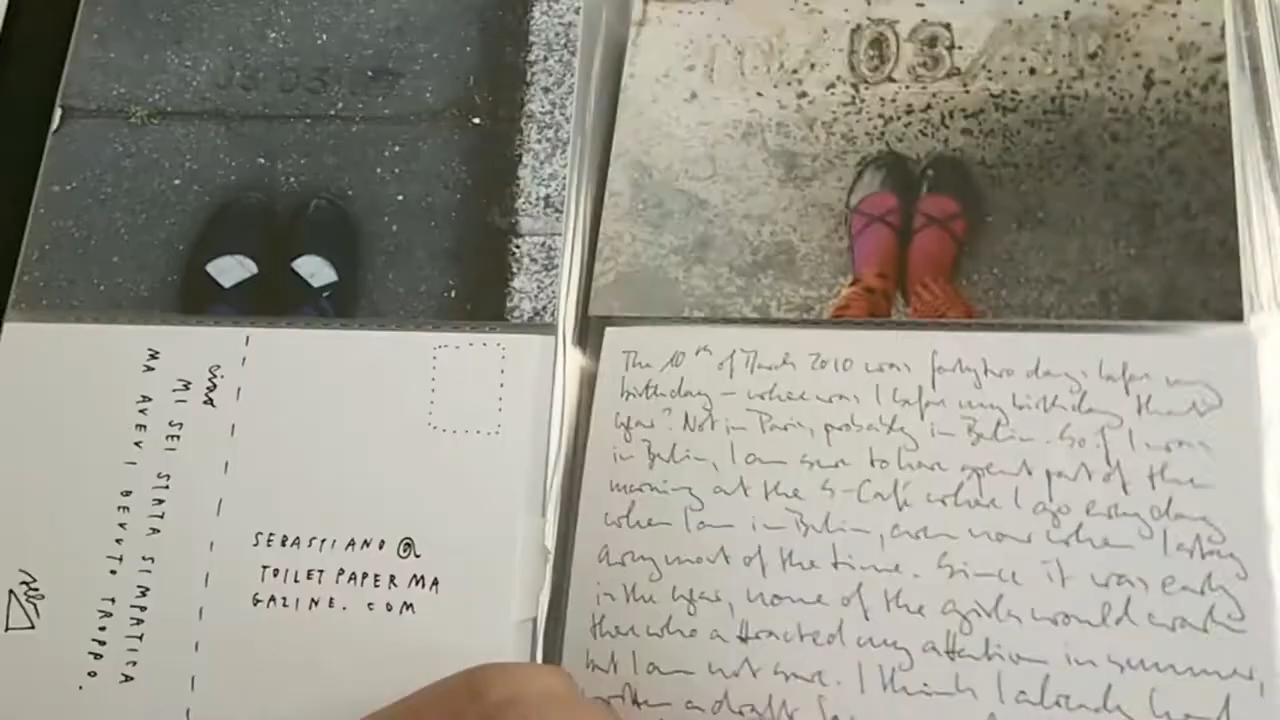 03
sino
MI SEI STATA SIMPATICA
MA AVEVI BEVUTO TROPPO.
SEBASTIANO@
TOILETPAPERMA
GAZINE. COM
The 10th of March 2010 was fortytwo days before my
birthday – where was I before my birthday that
year? Not in Paris, probably in Berlin. So if I was
in Berlin, I am sure to have spent part of the
morning at the S-Café where I go every day
when I am in Berlin, even now when I stay
away most of the time. Since it was early
in the year, none of the girls would work
there who attracted my attention in summer,
but I am not sure. I think I already had
written a draft